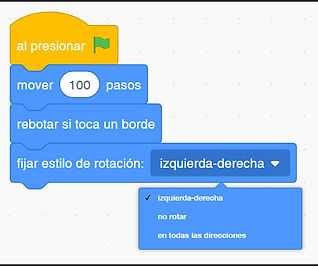 al presionar
mover 100 pasos
rebotar si toca un borde
fijar estilo de rotación: izquierda-derecha
✓ izquierda-derecha
no rotar
en todas las direcciones